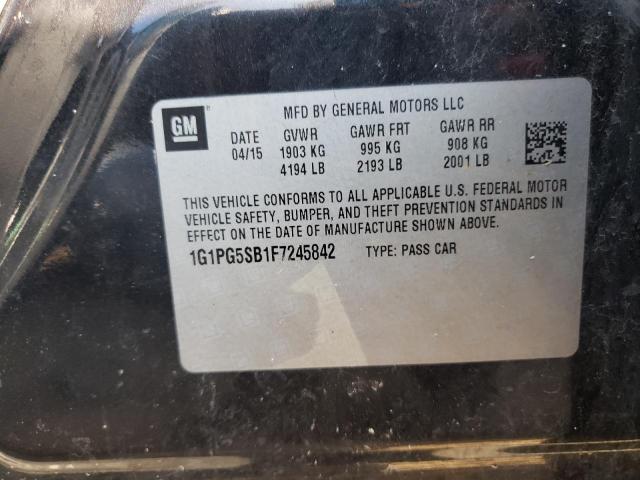 GM
MFD BY GENERAL MOTORS LLC
DATE GVWR GAWR FRT GAWR RR
04/15 1903 KG 995 KG 908 KG
4194 LB 2193 LB 2001 LB
THIS VEHICLE CONFORMS TO ALL APPLICABLE U.S. FEDERAL MOTOR
VEHICLE SAFETY, BUMPER, AND THEFT PREVENTION STANDARDS IN
EFFECT ON THE DATE OF MANUFACTURE SHOWN ABOVE.
1G1PG5SB1F7245842 TYPE: PASS CAR